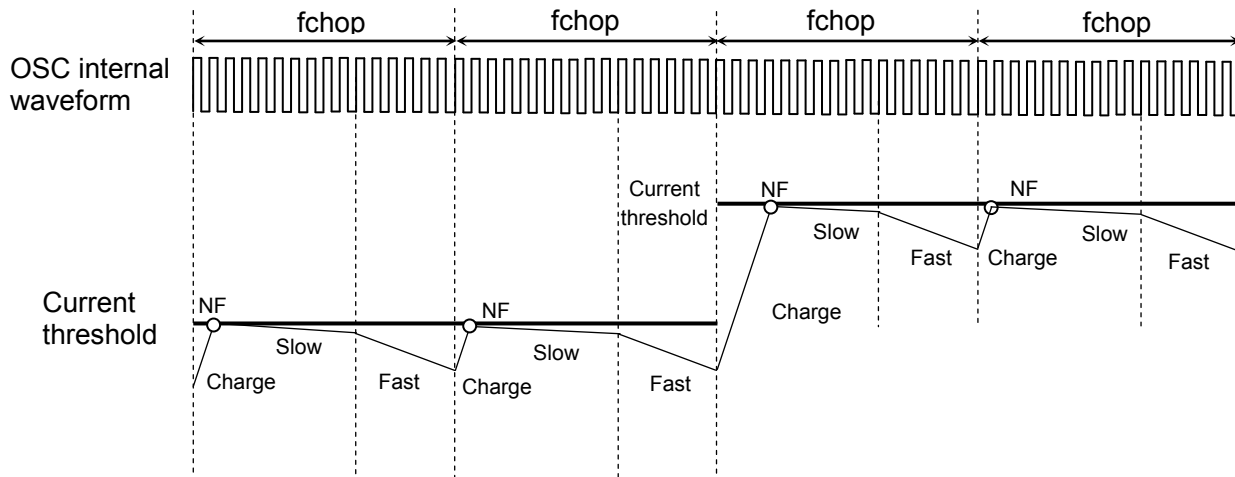 fchop
fchop
fchop
fchop
OSC internal
waveform
Current
threshold
NF
NF
Slow
Slow
Fast
Charge
Fast
Charge
Current
threshold
NF
NF
Slow
Slow
Charge
Fast
Charge
Fast